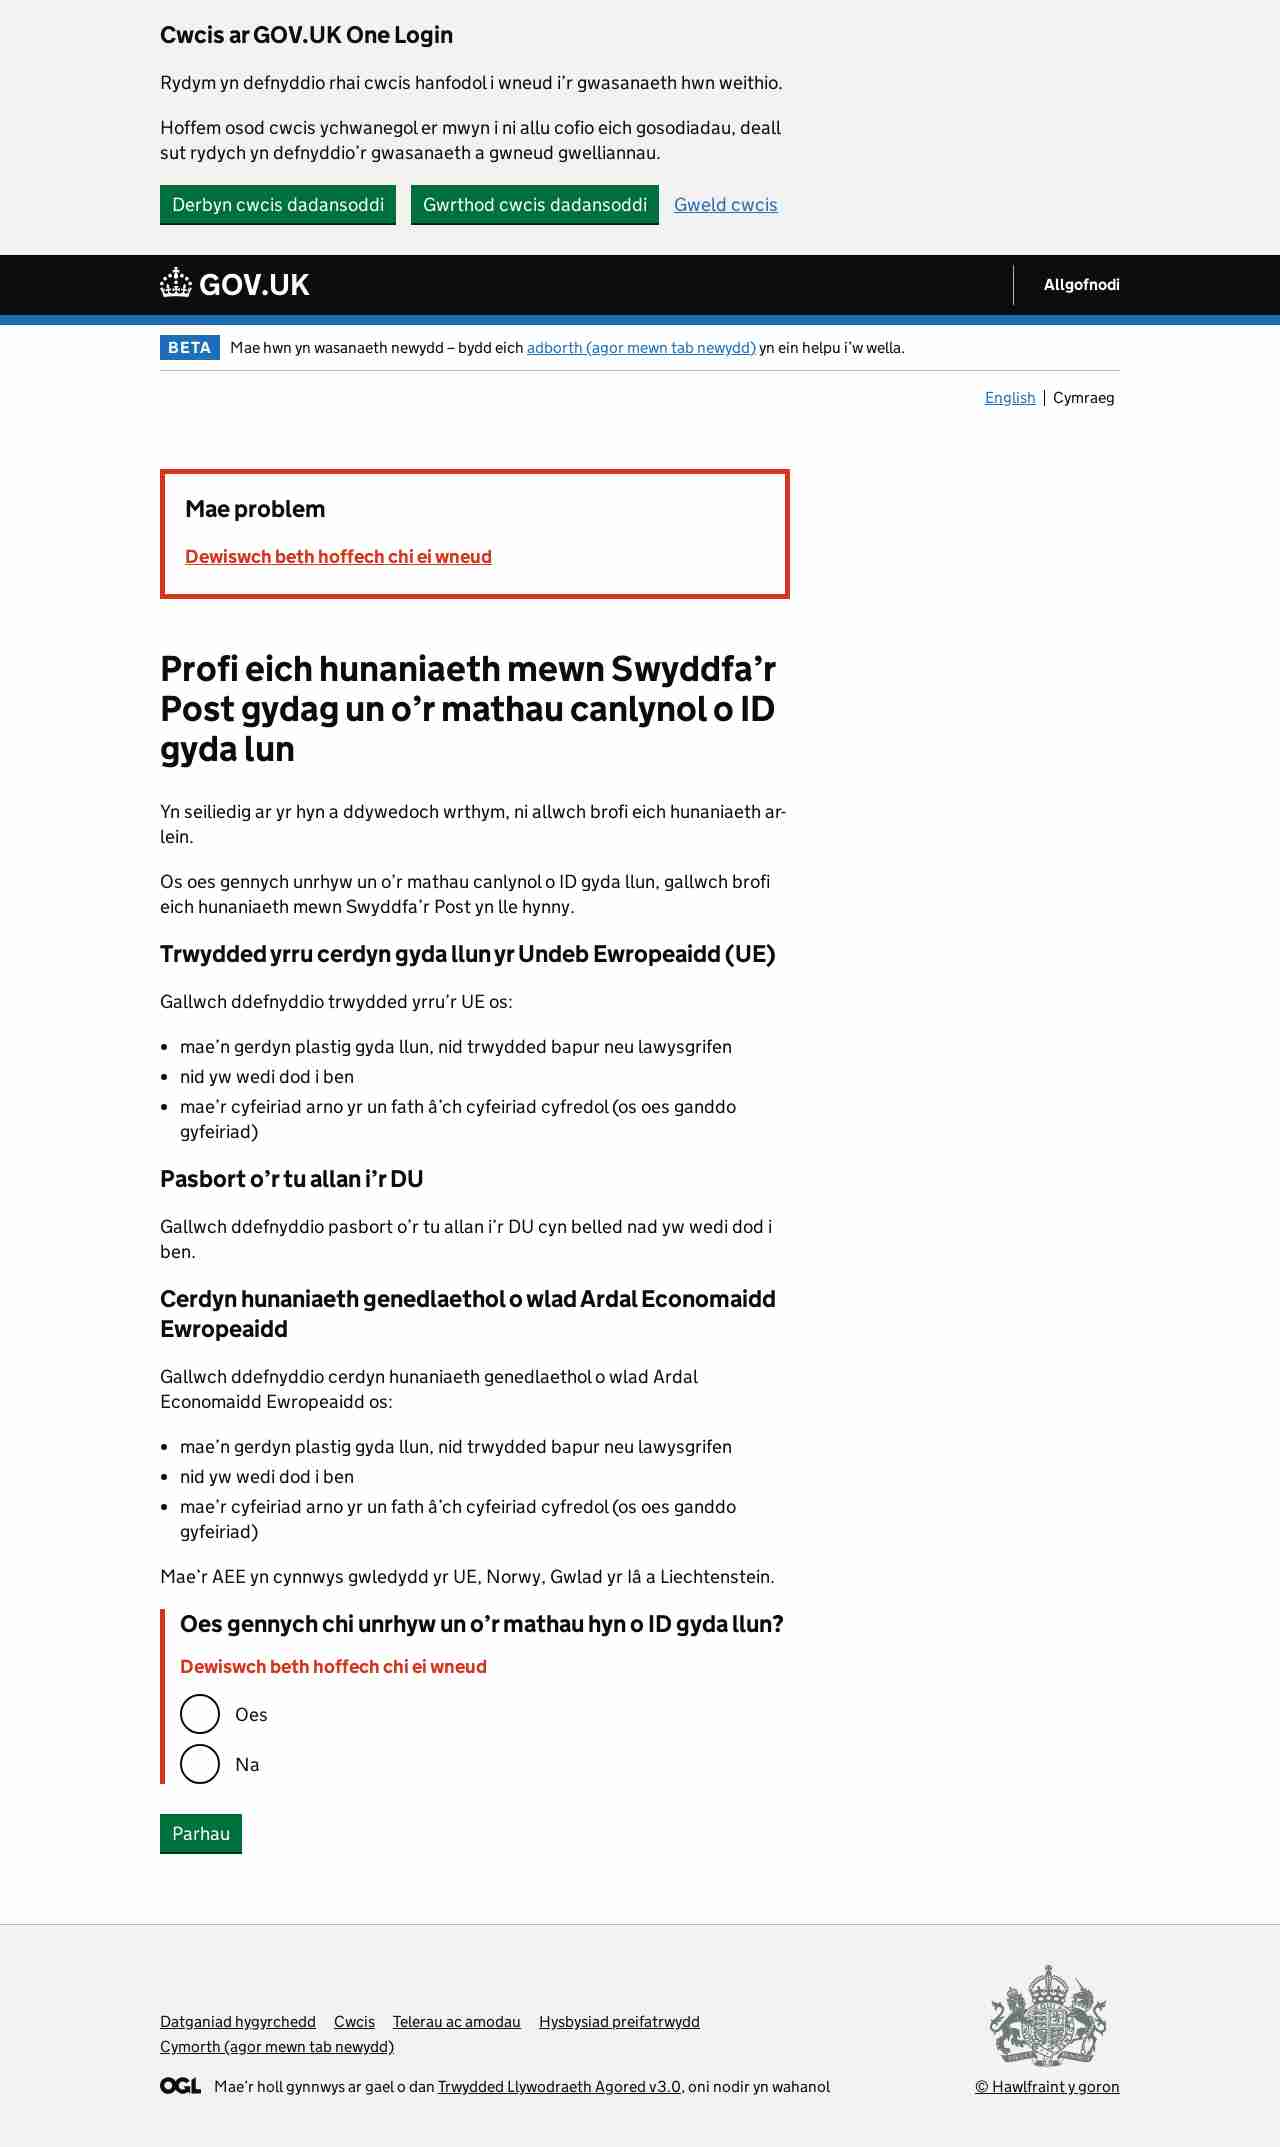 Cwcis ar GOV.UK One Login
Rydym yn defnyddio rhai cwcis hanfodol i wneud i’r gwasanaeth hwn weithio.
Hoffem osod cwcis ychwanegol er mwyn i ni allu cofio eich gosodiadau, deall
sut rydych yn defnyddio’r gwasanaeth a gwneud gwelliannau.
Derbyn cwcis dadansoddi Gwrthod cwcis dadansoddi Gweld cwcis
GOV.UK Allgofnodi
BETA Mae hwn yn wasanaeth newydd – bydd eich adborth (agor mewn tab newydd) yn ein helpu i’w wella.
English Cymraeg
Mae problem
Dewiswch beth hoffech chi ei wneud
Profi eich hunaniaeth mewn Swyddfa’r
Post gydag un o’r mathau canlynol o ID
gyda lun
Yn seiliedig ar yr hyn a ddywedoch wrthym, ni allwch brofi eich hunaniaeth ar-
lein.
Os oes gennych unrhyw un o’r mathau canlynol o ID gyda llun, gallwch brofi
eich hunaniaeth mewn Swyddfa’r Post yn lle hynny.
Trwydded yrru cerdyn gyda llun yr Undeb Ewropeaidd (UE)
Gallwch ddefnyddio trwydded yrru’r UE os:
• mae’n gerdyn plastig gyda llun, nid trwydded bapur neu lawysgrifen
• nid yw wedi dod i ben
• mae’r cyfeiriad arno yr un fath â’ch cyfeiriad cyfredol (os oes ganddo
gyfeiriad)
Pasbort o’r tu allan i’r DU
Gallwch ddefnyddio pasbort o’r tu allan i’r DU cyn belled nad yw wedi dod i
ben.
Cerdyn hunaniaeth genedlaethol o wlad Ardal Economaidd
Ewropeaidd
Gallwch ddefnyddio cerdyn hunaniaeth genedlaethol o wlad Ardal
Economaidd Ewropeaidd os:
• mae’n gerdyn plastig gyda llun, nid trwydded bapur neu lawysgrifen
• nid yw wedi dod i ben
• mae’r cyfeiriad arno yr un fath â’ch cyfeiriad cyfredol (os oes ganddo
gyfeiriad)
Mae’r AEE yn cynnwys gwledydd yr UE, Norwy, Gwlad yr Iâ a Liechtenstein.
Oes gennych chi unrhyw un o’r mathau hyn o ID gyda llun?
Dewiswch beth hoffech chi ei wneud
Oes
Na
Parhau
Datganiad hygyrchedd Cwcis Telerau ac amodau Hysbysiad preifatrwydd
Cymorth (agor mewn tab newydd)
OGL Mae’r holl gynnwys ar gael o dan Trwydded Llywodraeth Agored v3.0, oni nodir yn wahanol
© Hawlfraint y goron